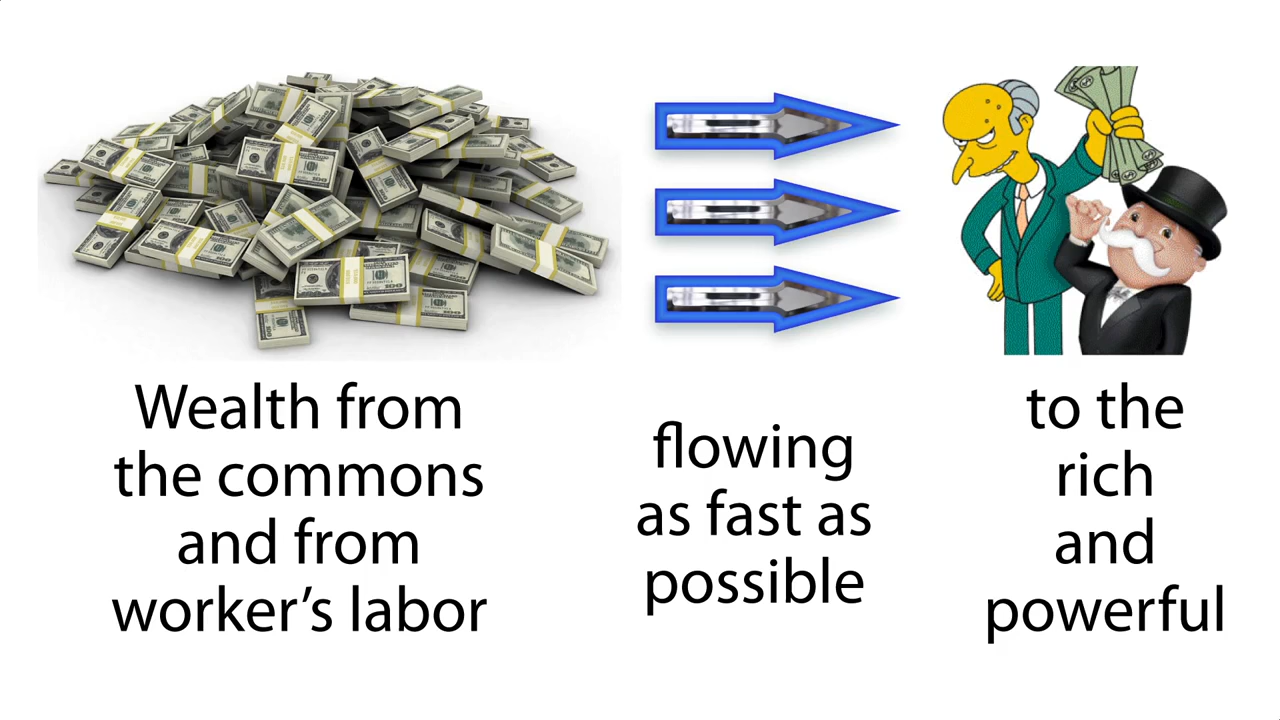 Wealth from
the commons
and from
worker’s labor
flowing
as fast as
possible
to the
rich
and
powerful